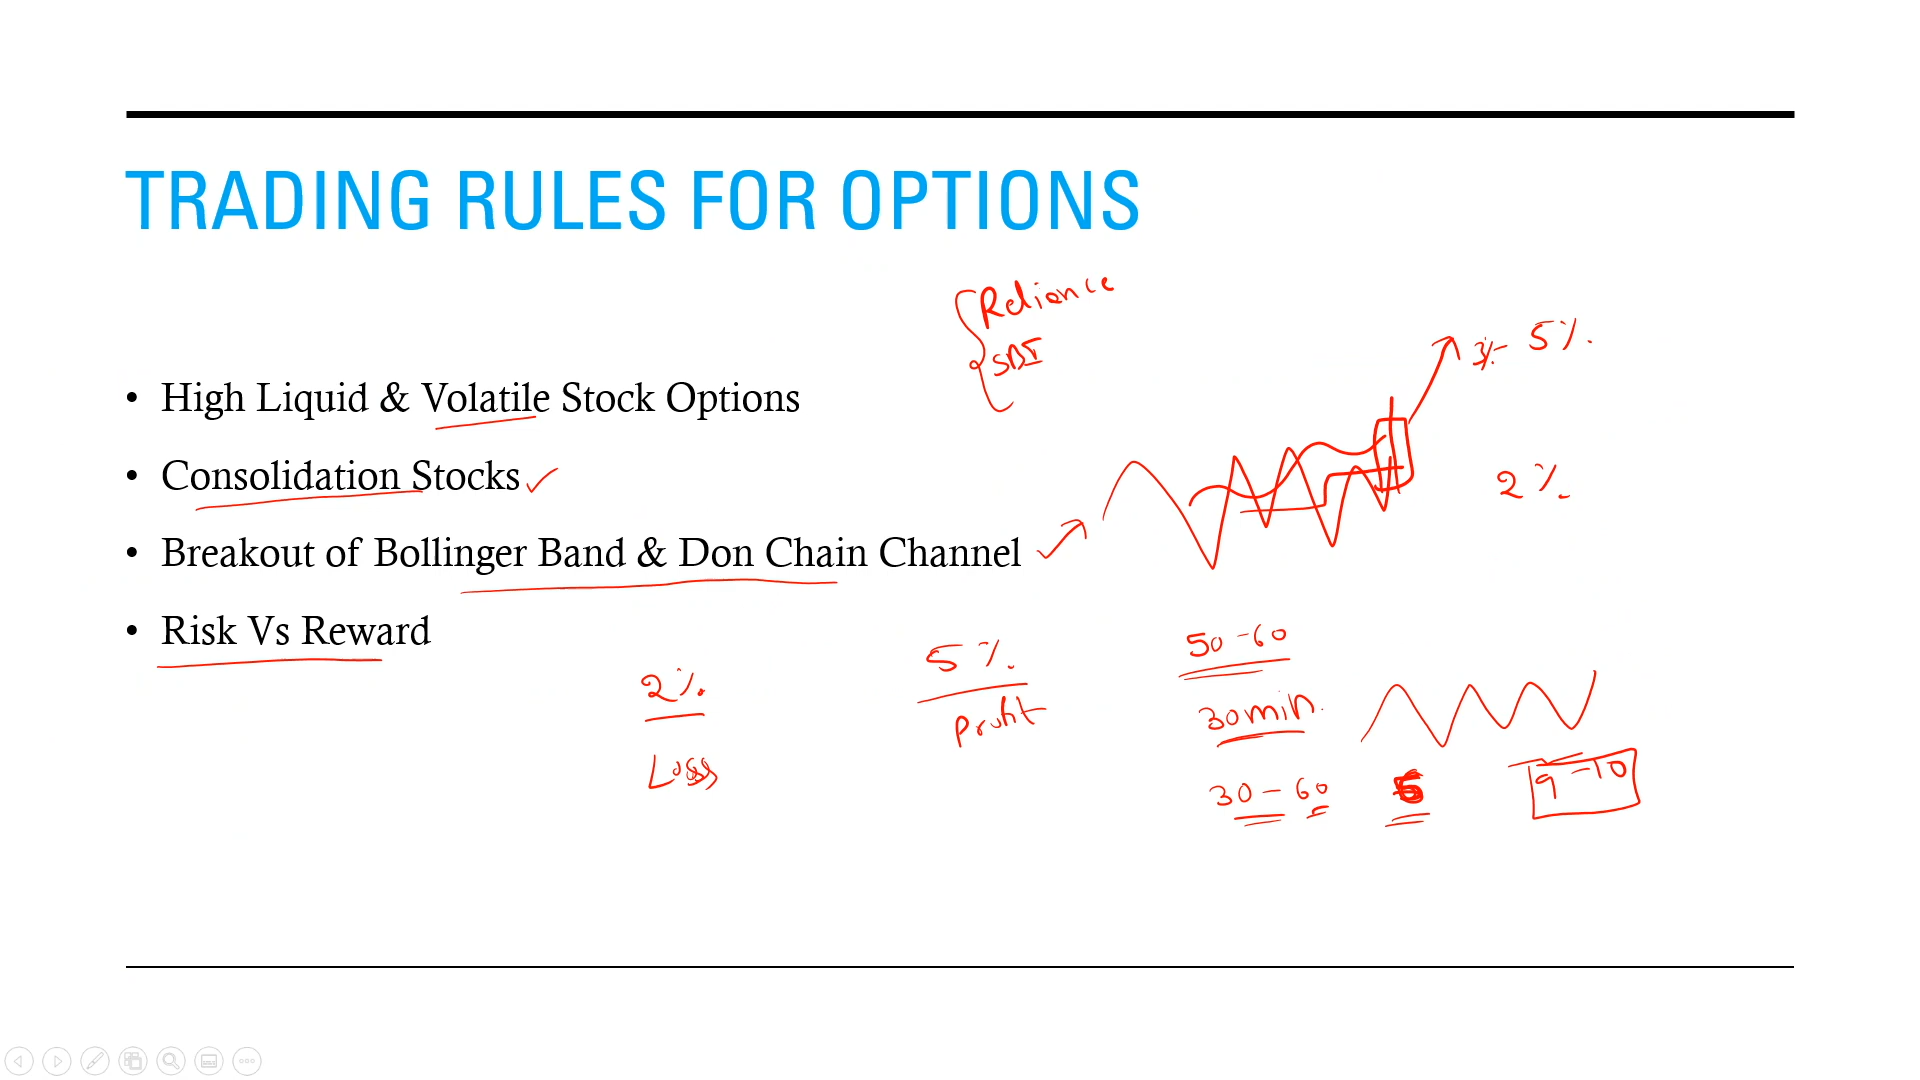 TRADING RULES FOR OPTIONS
Reliance
SBI
3% - 5%.
• High Liquid & Volatile Stock Options
• Consolidation Stocks
2%.
• Breakout of Bollinger Band & Don Chain Channel
• Risk Vs Reward
2%.
Loss
5%.
Profit
50-60
30min.
30-60
9-10